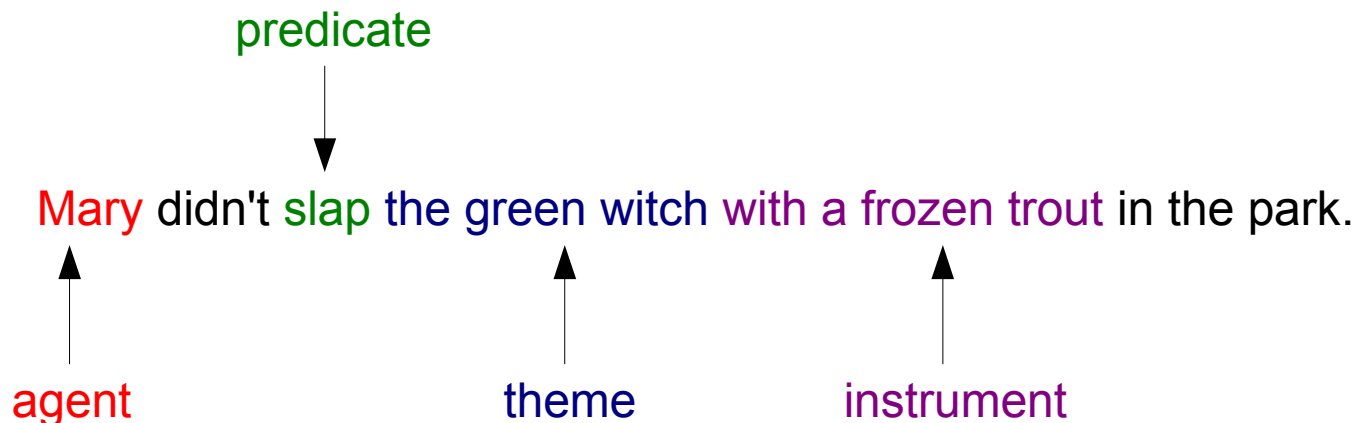 predicate
Mary didn't slap the green witch with a frozen trout in the park.
agent theme instrument